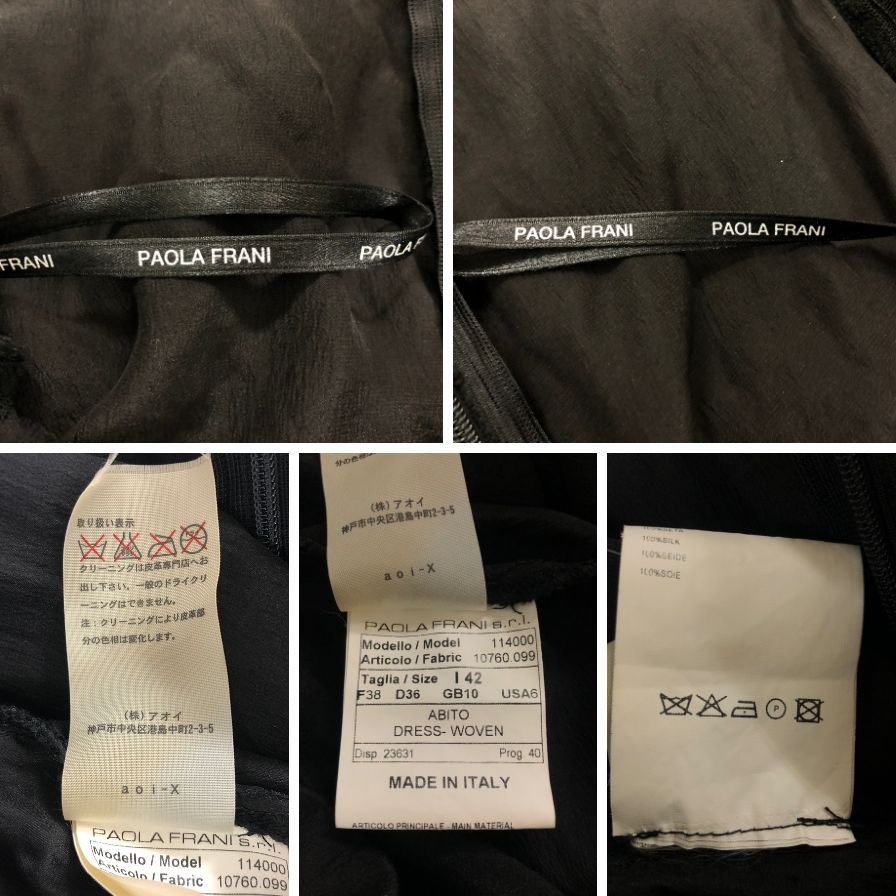 FRANI PAOLA FRANI PAOLA F
PAOLA FRANI PAOLA FRANI
取り扱い表示
クリーニングは皮革専門店へお
出し下さい。一般のドライクリ
ーニングはできません。
注:クリーニングにより皮革部
分の色相は変化します。
(株)アオイ
神戸市中央区港島中町2-3-5
aoi-X
PAOLA FRANI s.r.l.
Modello / Model 114000
Articolo / Fabric 10760.099
分の色相
(株)アオイ
神戸市中央区港島中町2-3-5
aoi-X
PAOLA FRANI s.r.l.
Modello / Model 114000
Articolo / Fabric 10760.099
Taglia / Size I 42
F38 D36 GB10 USA6
ABITO
DRESS- WOVEN
Disp. 23631 Prog. 40
MADE IN ITALY
ARTICOLO PRINCIPALE - MAIN MATERIAL
100%SETA
100%SILK
100%SEIDE
100%SOIE
P